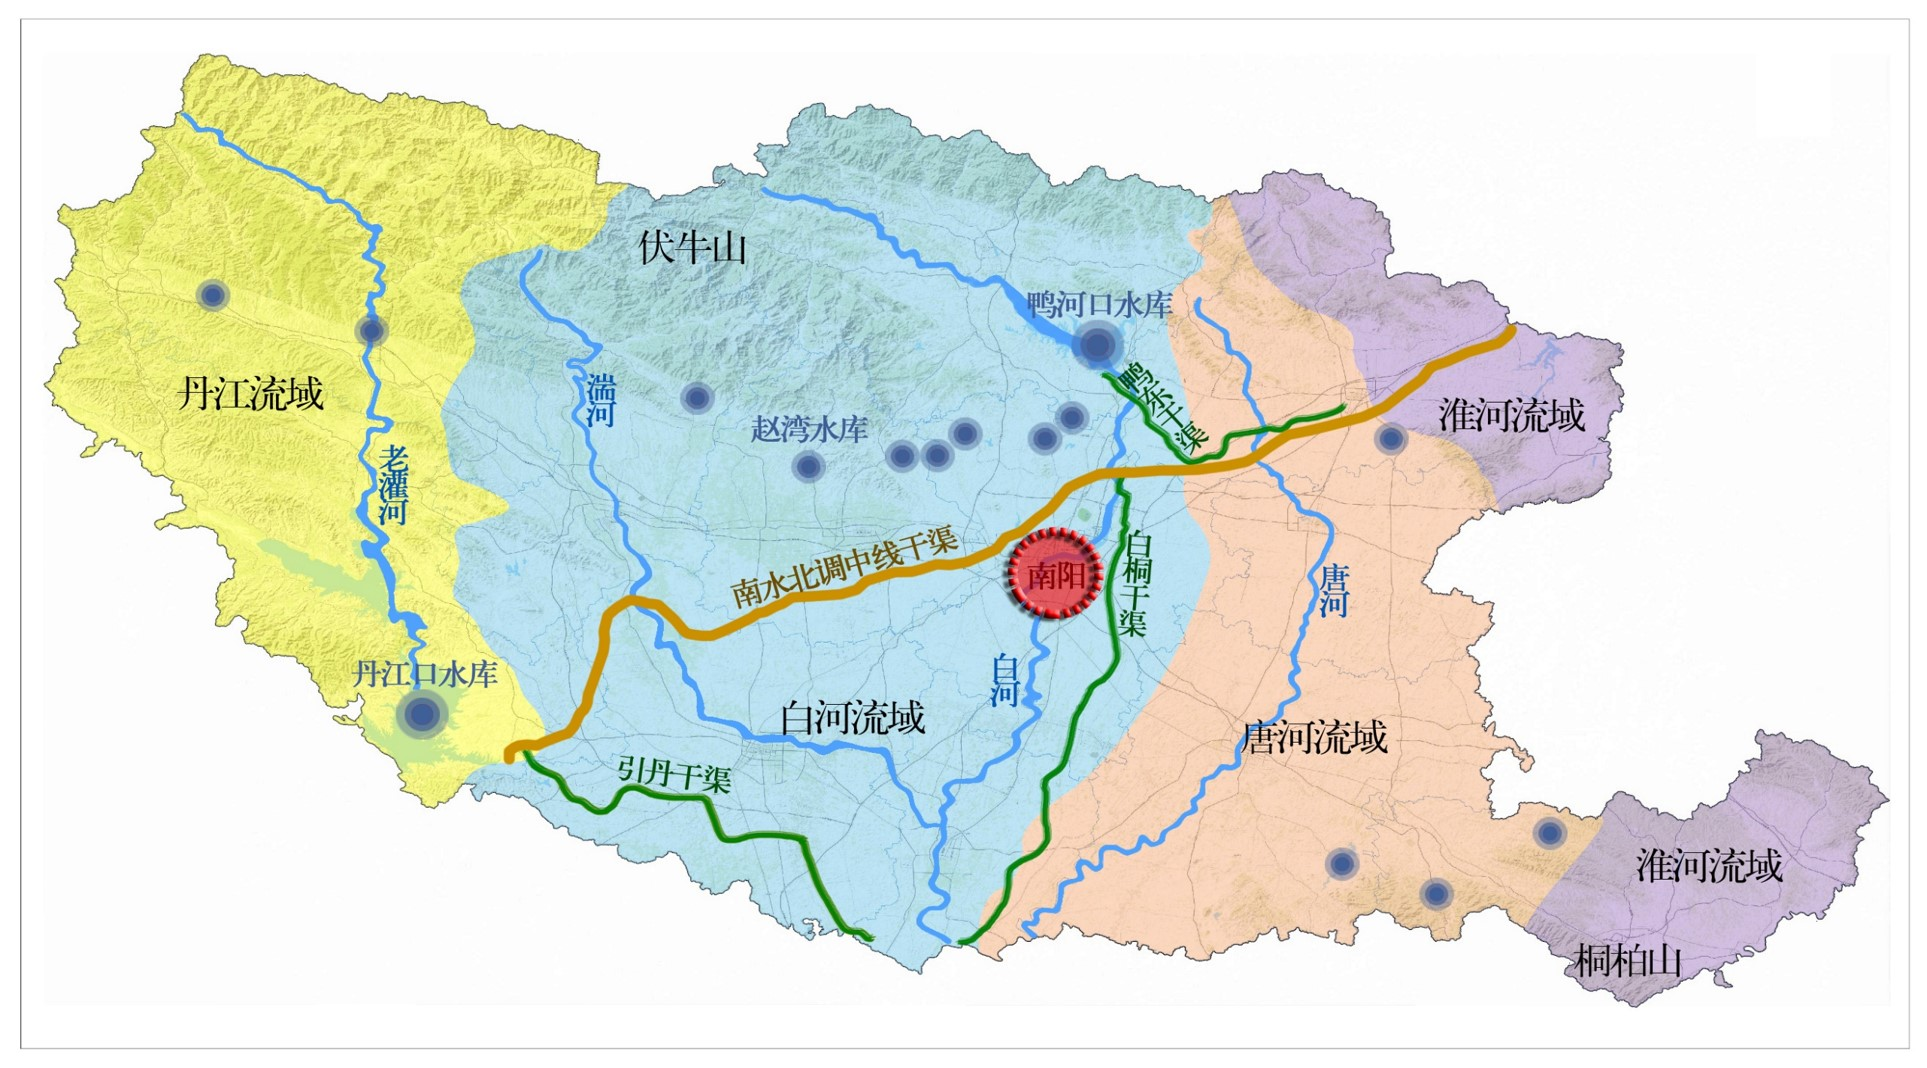 伏牛山
鸭河口水库
丹江流域
湍河
鸭东干渠
赵湾水库
淮河流域
老灌河
南水北调中线干渠
南阳
白桐干渠
唐河
丹江口水库
白河
白河流域
唐河流域
引丹干渠
淮河流域
桐柏山